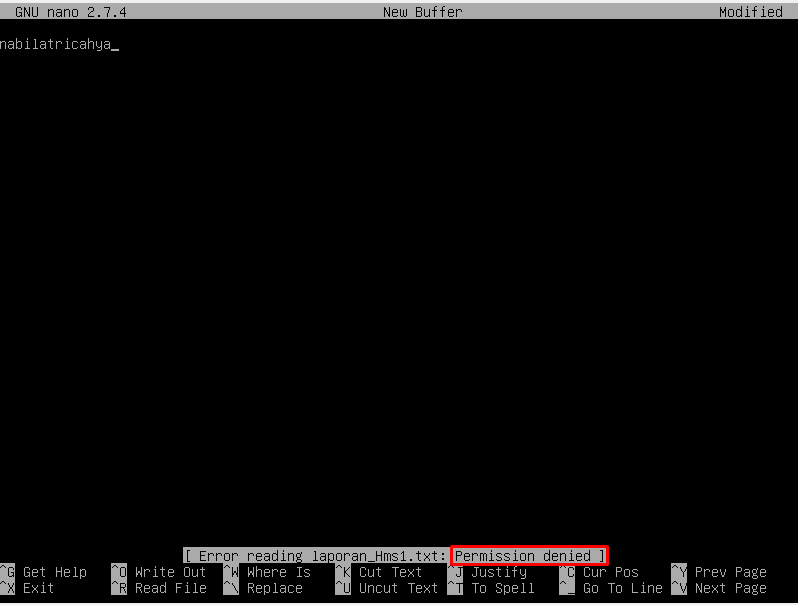 GNU nano 2.7.4 New Buffer Modified
nabilatricahya_
[ Error reading laporan_Hms1.txt: Permission denied ]
^G Get Help ^O Write Out ^W Where Is ^K Cut Text ^J Justify ^C Cur Pos ^Y Prev Page
^X Exit ^R Read File ^\ Replace ^U Uncut Text ^T To Spell ^_ Go To Line ^V Next Page